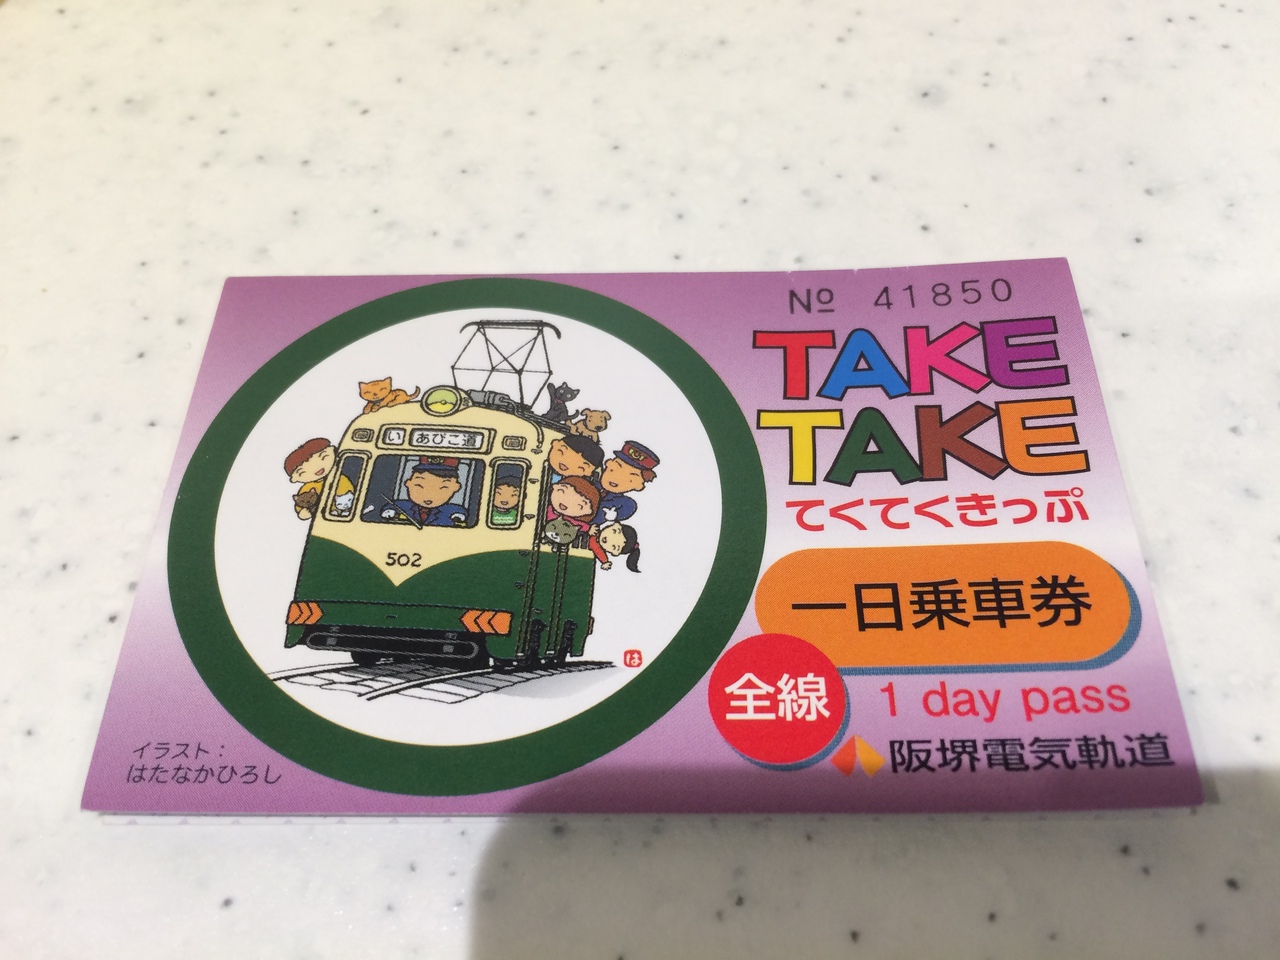 № 41850
TAKE
TAKE
てくてくきっぷ
一日乗車券
全線
1 day pass
阪堺電気軌道
い あびこ道
502
は
イラスト：
はたなかひろし